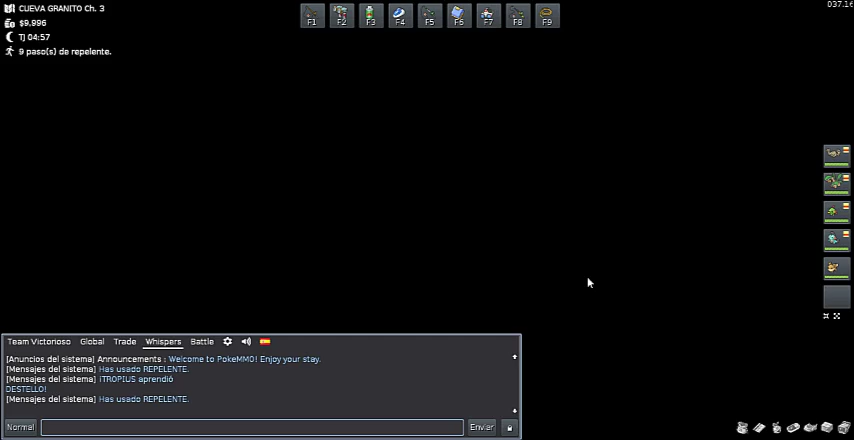 CUEVA GRANITO Ch. 3
$9,996
TJ 04:57
9 paso(s) de repelente.
F1 F2 F3 F4 F5 F6 F7 F8 F9
037.16
Team Victorioso Global Trade Whispers Battle
[Anuncios del sistema] Announcements : Welcome to PokeMMO! Enjoy your stay.
[Mensajes del sistema] Has usado REPELENTE.
[Mensajes del sistema] ¡TROPIUS aprendió
DESTELLO!
[Mensajes del sistema] Has usado REPELENTE.
Normal Enviar